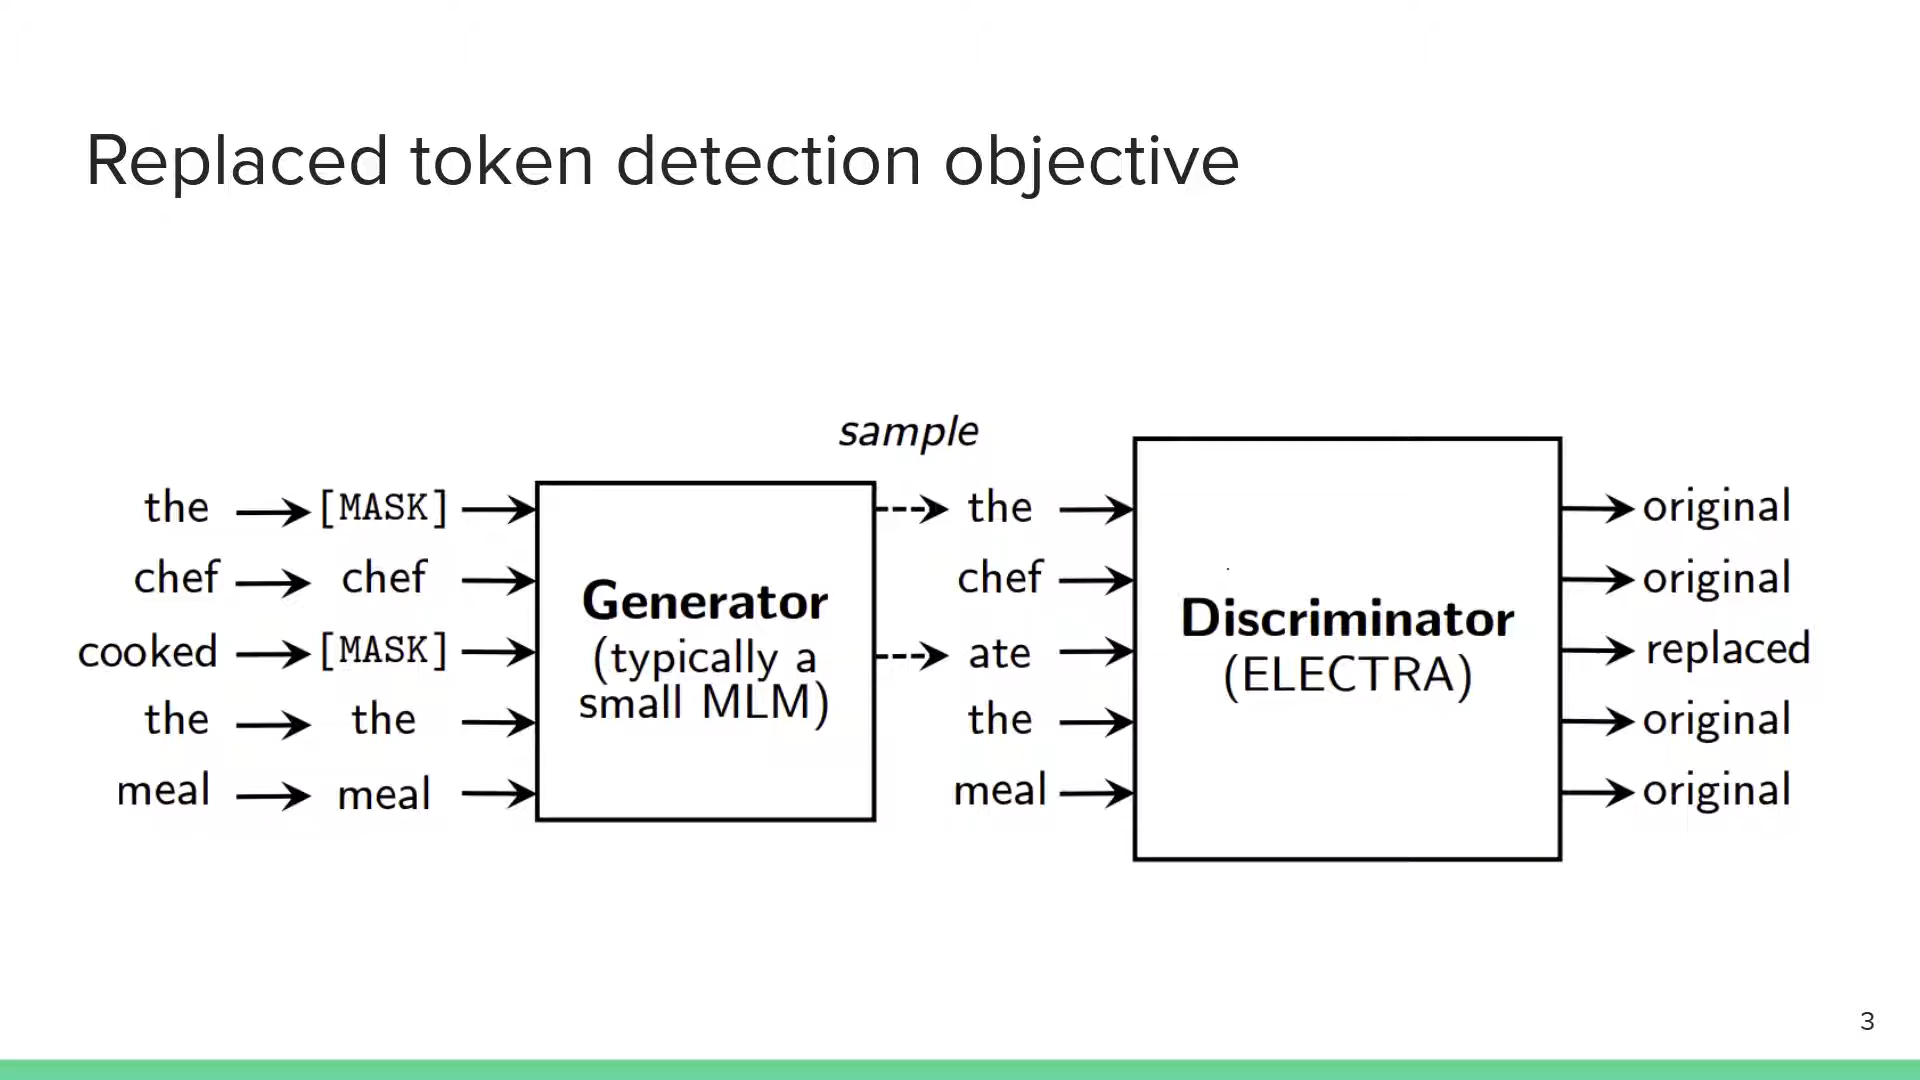 Replaced token detection objective
sample
the [MASK] the original
chef chef chef original
cooked [MASK] ate replaced
the the the original
meal meal meal original
Generator
(typically a
small MLM)
Discriminator
(ELECTRA)
3